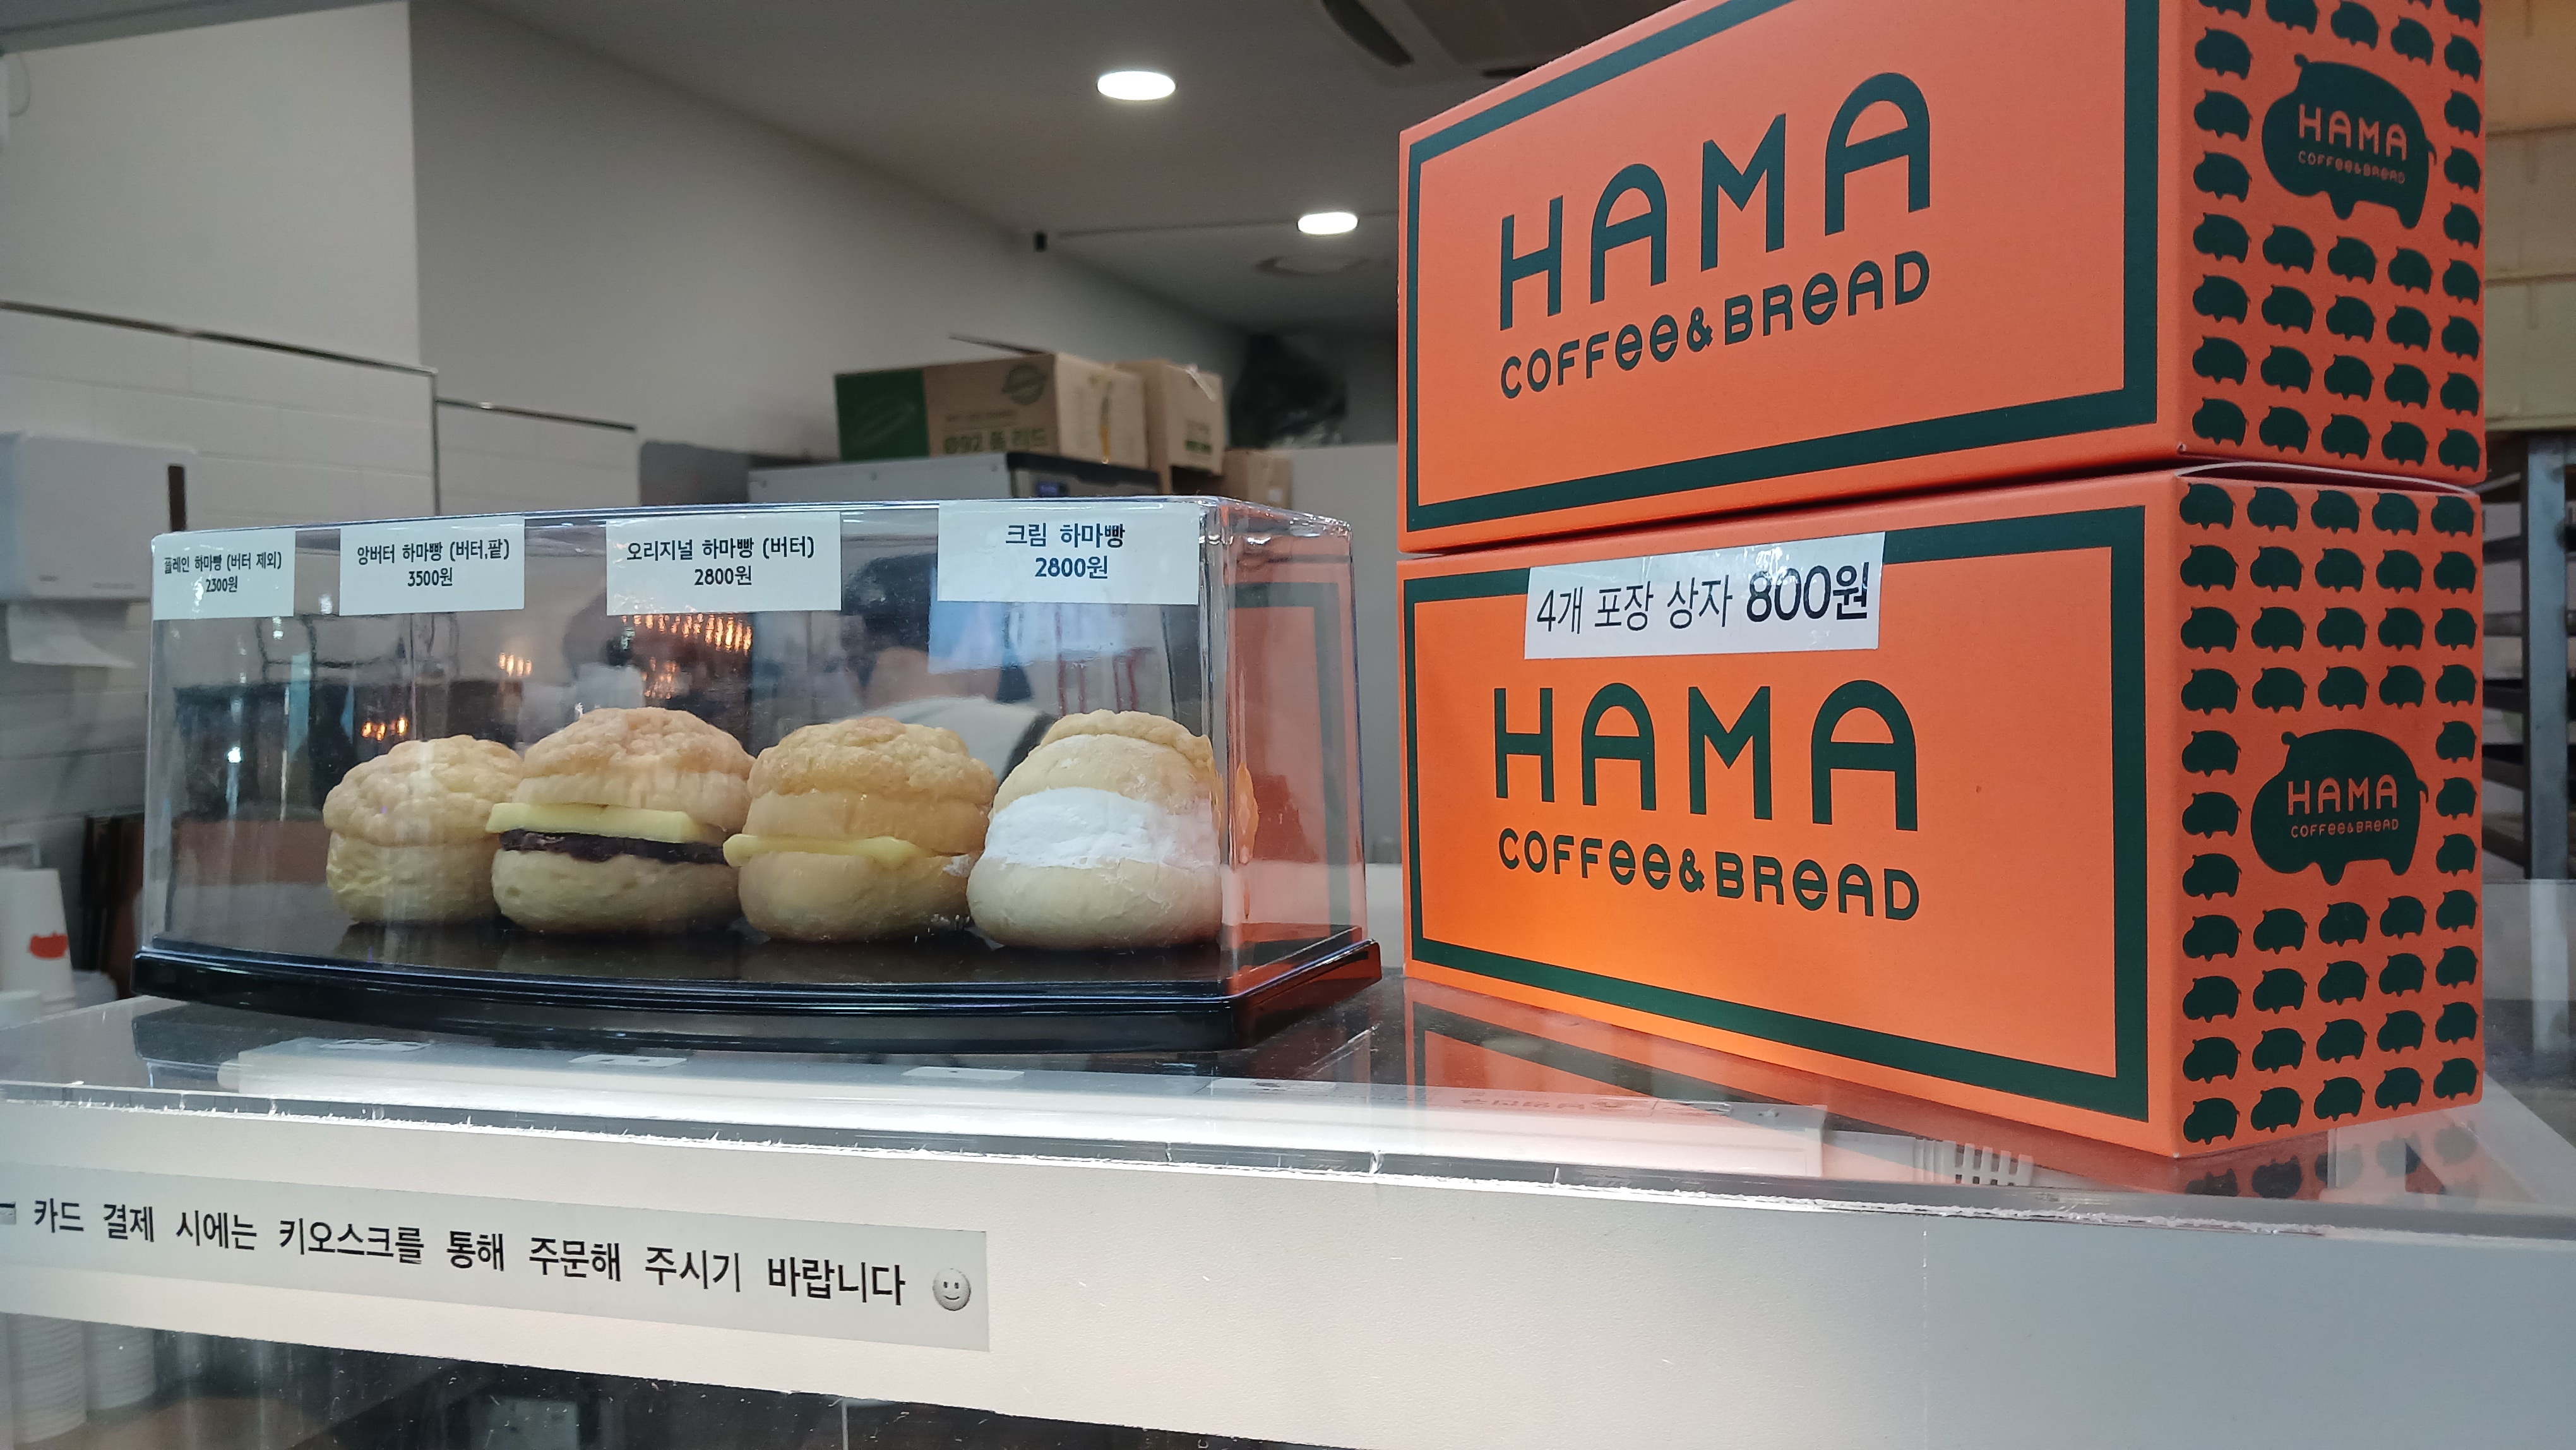 플레인 하마빵 (버터 제외)
2300원
앙버터 하마빵 (버터,팥)
3500원
오리지널 하마빵 (버터)
2800원
크림 하마빵
2800원
HAMA
COFFee&BReAD
HAMA
COFFee&BReAD
4개 포장 상자 800원
HAMA
COFFee&BReAD
HAMA
COFFee&BReAD
Ø92 돔 리드
카드 결제 시에는 키오스크를 통해 주문해 주시기 바랍니다